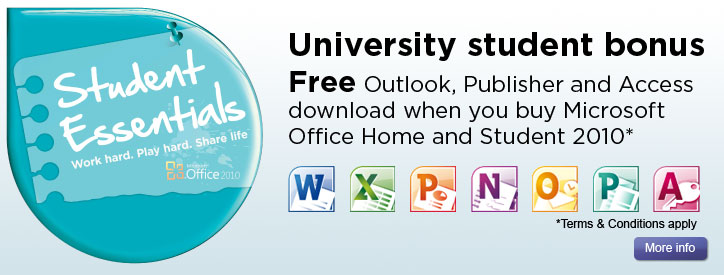 Student
Essentials
Work hard. Play hard. Share life
Office 2010
University student bonus
Free Outlook, Publisher and Access
download when you buy Microsoft
Office Home and Student 2010*
W X P N O P A
*Terms & Conditions apply
More info